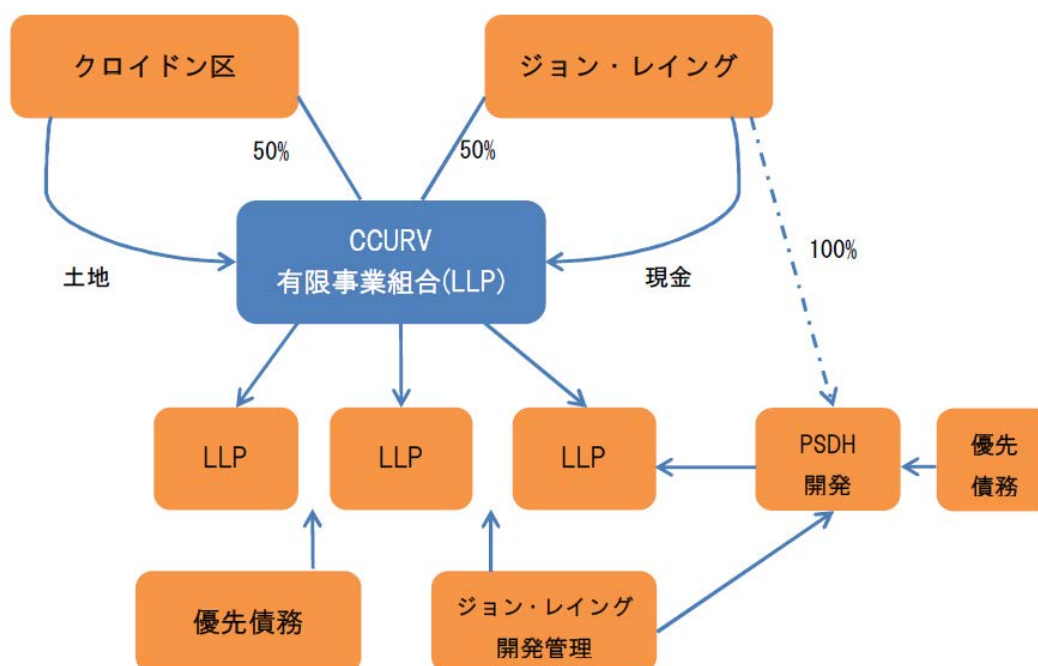 クロイドン区
ジョン・レイング
50%
50%
CCURV
有限事業組合(LLP)
土地
現金
100%
LLP
LLP
LLP
PSDH
開発
優先
債務
優先債務
ジョン・レイング
開発管理